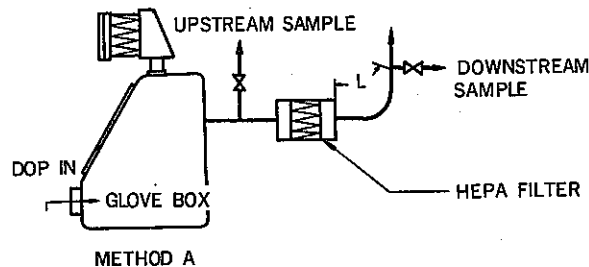 UPSTREAM SAMPLE
L
DOWNSTREAM
SAMPLE
DOP IN
GLOVE BOX
HEPA FILTER
METHOD A